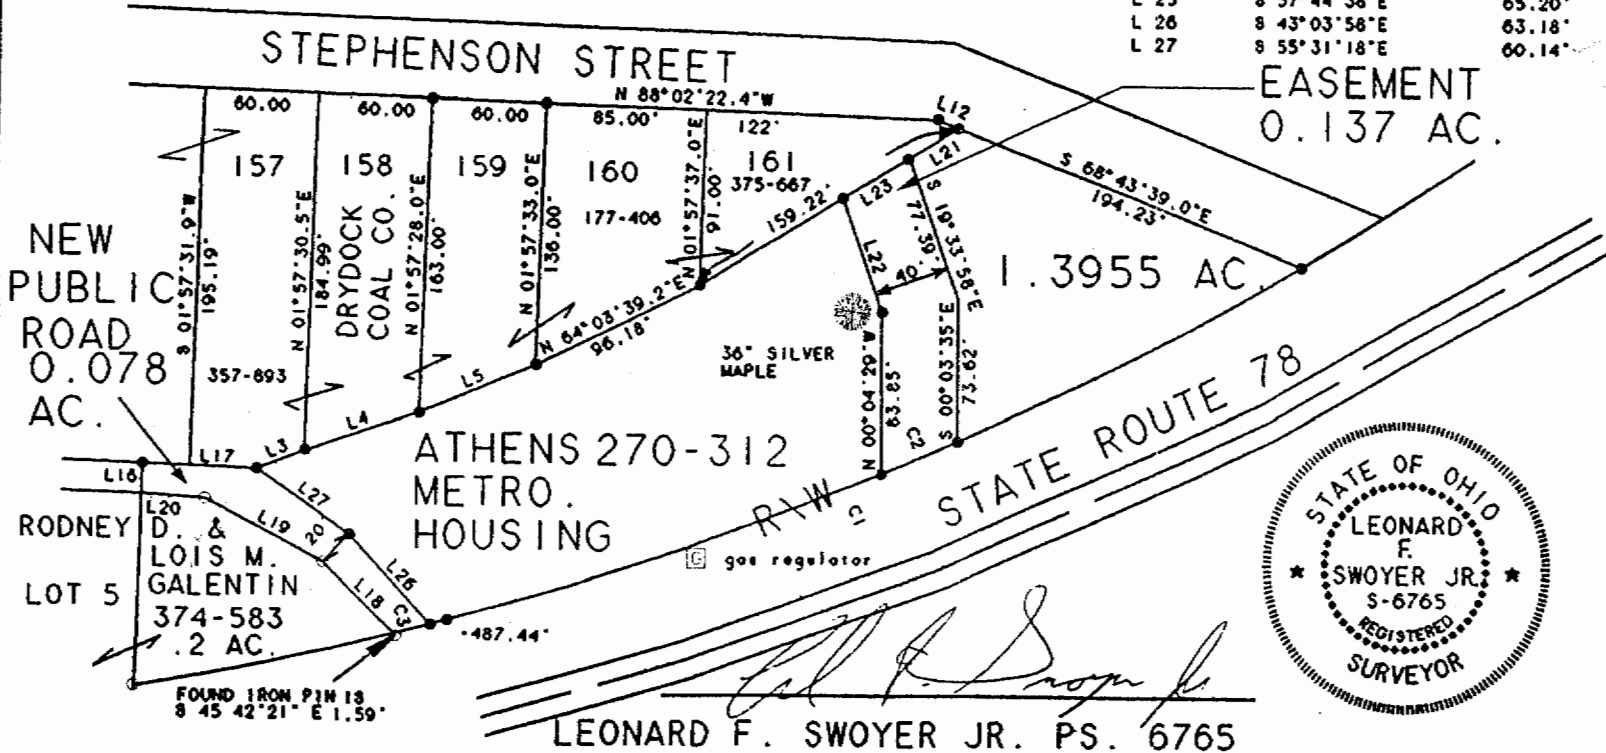 L 25 S 37°44'38"E 65.20'
L 26 S 43°03'58"E 63.18'
L 27 S 55°31'18"E 60.14'
STEPHENSON STREET
N 88°02'22.4"W
EASEMENT
0.137 AC.
60.00
60.00
60.00
85.00'
122'
L12
L21
L23
157
158
159
160
161
375-667
177-406
159.22'
S 68°43'39.0"E
194.23'
S 01°57'31.9"W
195.19'
N 01°57'30.5"E
184.99'
DRYDOCK
COAL CO.
N 01°57'28.0"E
163.00'
N 01°57'33.0"E
136.00'
N 01°57'37.0"E
91.00'
NEW
PUBLIC
ROAD
0.078
AC.
357-893
N 64°03'39.2"E
96.18'
S 19°33'58"E
77.39'
L22
40'
1.3955 AC.
36" SILVER
MAPLE
N 00°04'29"W
63.85'
S 00°03'35"E
73.62'
L5
L4
L3
L17
L16
L27
L20
L19
20'
L26
L18
C3
C2
C1
ATHENS 270-312
METRO.
HOUSING
R\W
STATE ROUTE 78
G gas regulator
RODNEY D. &
LOIS M.
GALENTIN
374-583
.2 AC.
LOT 5
487.44'
FOUND IRON PIN IS
S 45 42'21" E 1.59'
STATE OF OHIO
LEONARD
F.
SWOYER JR.
S-6765
REGISTERED
SURVEYOR
LEONARD F. SWOYER JR. PS. 6765